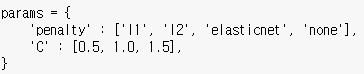 params = {
    'penalty' : ['l1', 'l2', 'elasticnet', 'none'],
    'C' : [0.5, 1.0, 1.5],
}